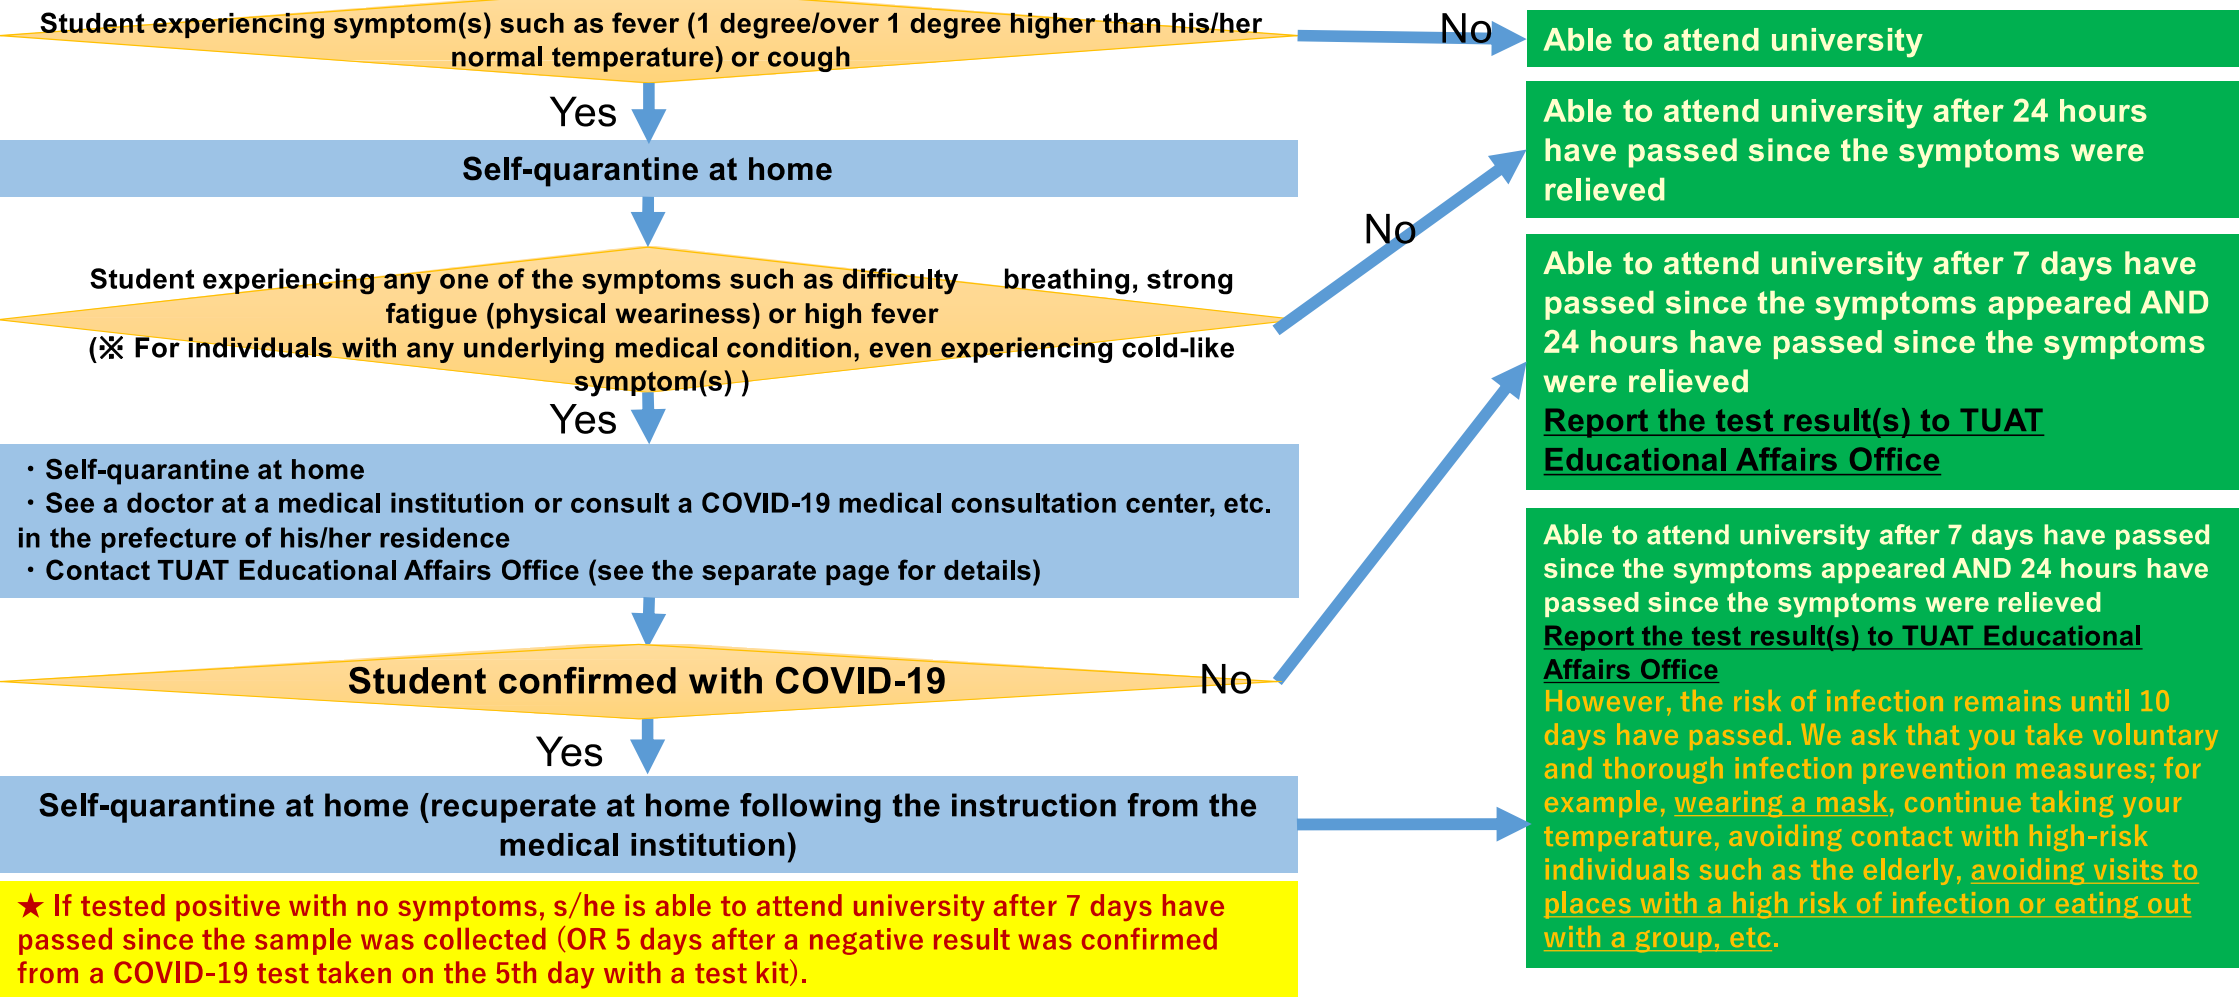 Student experiencing symptom(s) such as fever (1 degree/over 1 degree higher than his/her
normal temperature) or cough
No
Able to attend university
Yes
Self-quarantine at home
Able to attend university after 24 hours
have passed since the symptoms were
relieved
No
Student experiencing any one of the symptoms such as difficulty breathing, strong
fatigue (physical weariness) or high fever
(※ For individuals with any underlying medical condition, even experiencing cold-like
symptom(s) )
Yes
Able to attend university after 7 days have
passed since the symptoms appeared AND
24 hours have passed since the symptoms
were relieved
Report the test result(s) to TUAT
Educational Affairs Office
・Self-quarantine at home
・See a doctor at a medical institution or consult a COVID-19 medical consultation center, etc.
in the prefecture of his/her residence
・Contact TUAT Educational Affairs Office (see the separate page for details)
Student confirmed with COVID-19
No
Yes
Self-quarantine at home (recuperate at home following the instruction from the
medical institution)
Able to attend university after 7 days have passed
since the symptoms appeared AND 24 hours have
passed since the symptoms were relieved
Report the test result(s) to TUAT Educational
Affairs Office
However, the risk of infection remains until 10
days have passed. We ask that you take voluntary
and thorough infection prevention measures; for
example, wearing a mask, continue taking your
temperature, avoiding contact with high-risk
individuals such as the elderly, avoiding visits to
places with a high risk of infection or eating out
with a group, etc.
★ If tested positive with no symptoms, s/he is able to attend university after 7 days have
passed since the sample was collected (OR 5 days after a negative result was confirmed
from a COVID-19 test taken on the 5th day with a test kit).